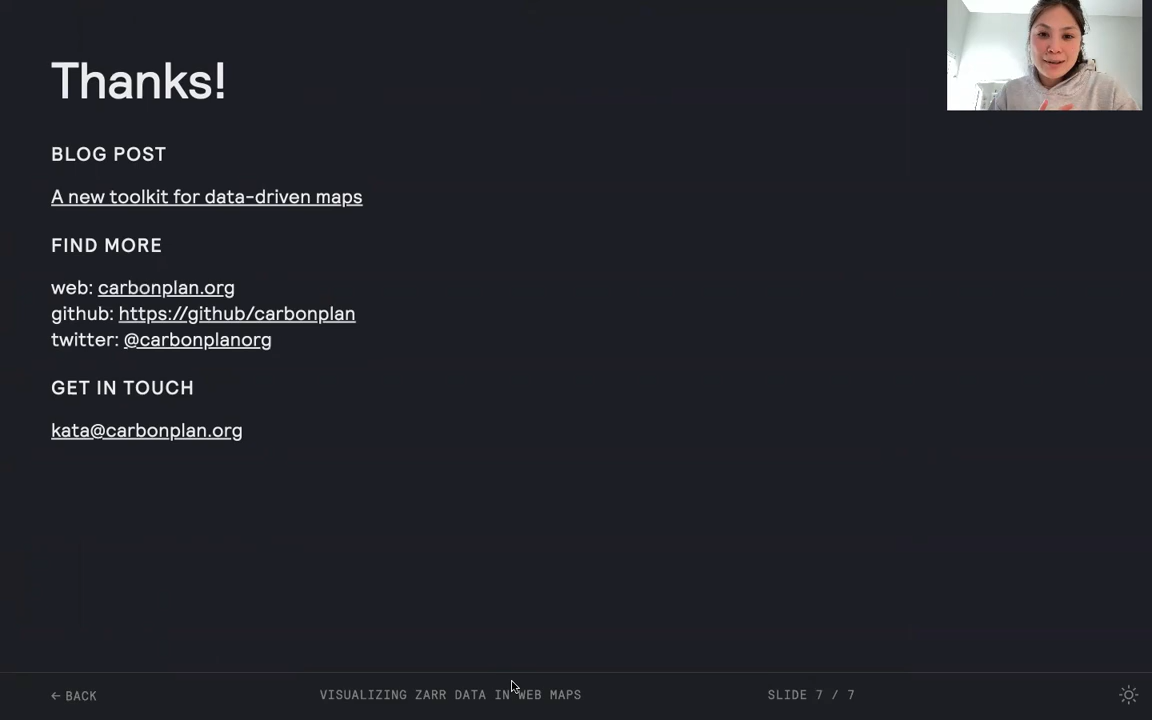 Thanks!
BLOG POST
A new toolkit for data-driven maps
FIND MORE
web: carbonplan.org
github: https://github/carbonplan
twitter: @carbonplanorg
GET IN TOUCH
kata@carbonplan.org
← BACK
VISUALIZING ZARR DATA IN WEB MAPS
SLIDE 7 / 7